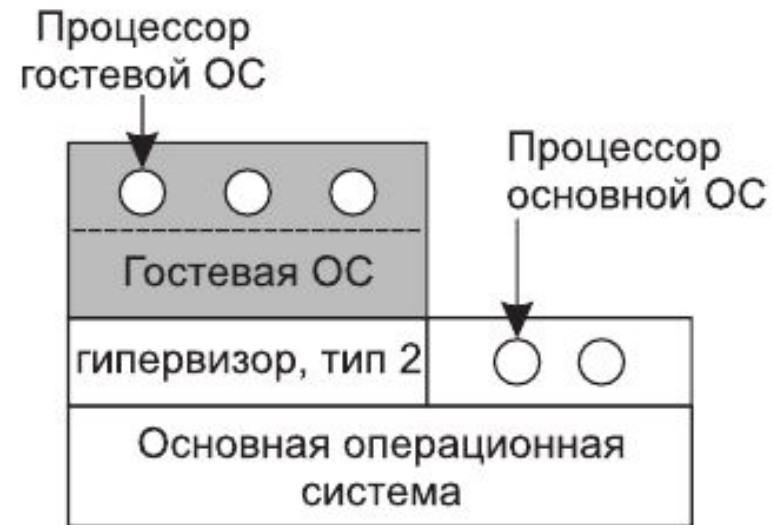 Процессор
гостевой ОС
Процессор
основной ОС
Гостевая ОС
гипервизор, тип 2
Основная операционная
система